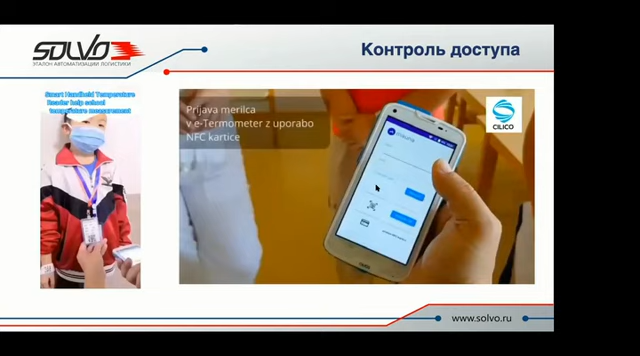 SOLVO
ЭТАЛОН АВТОМАТИЗАЦИИ ЛОГИСТИКИ
Контроль доступа
Smart Handheld Temperature
Reader help school
temperature measurement
Prijava merilca
v e-Termometer z uporabo
NFC kartice
CILICO
www.solvo.ru